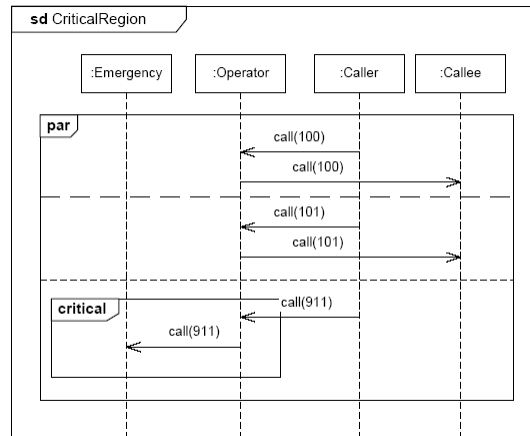 sd CriticalRegion
:Emergency :Operator :Caller :Callee
par
call(100)
call(100)
call(101)
call(101)
critical call(911)
call(911)